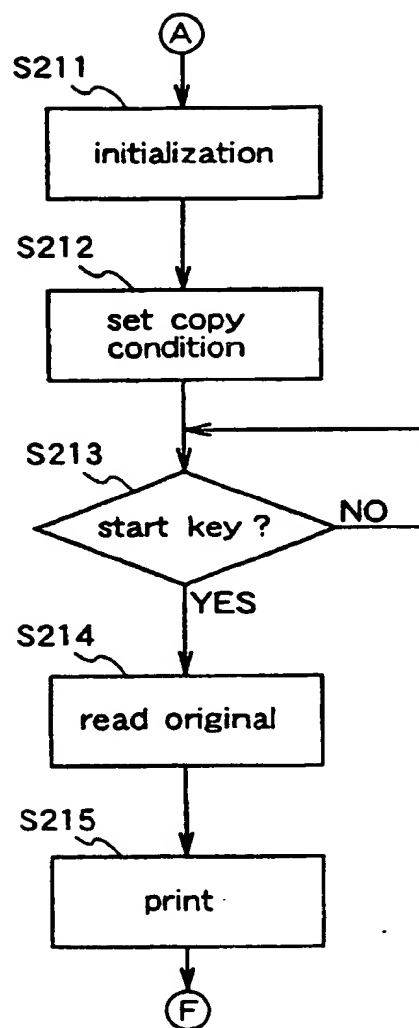 A
S211
initialization
S212
set copy
condition
S213
start key ?
NO
YES
S214
read original
S215
print
F